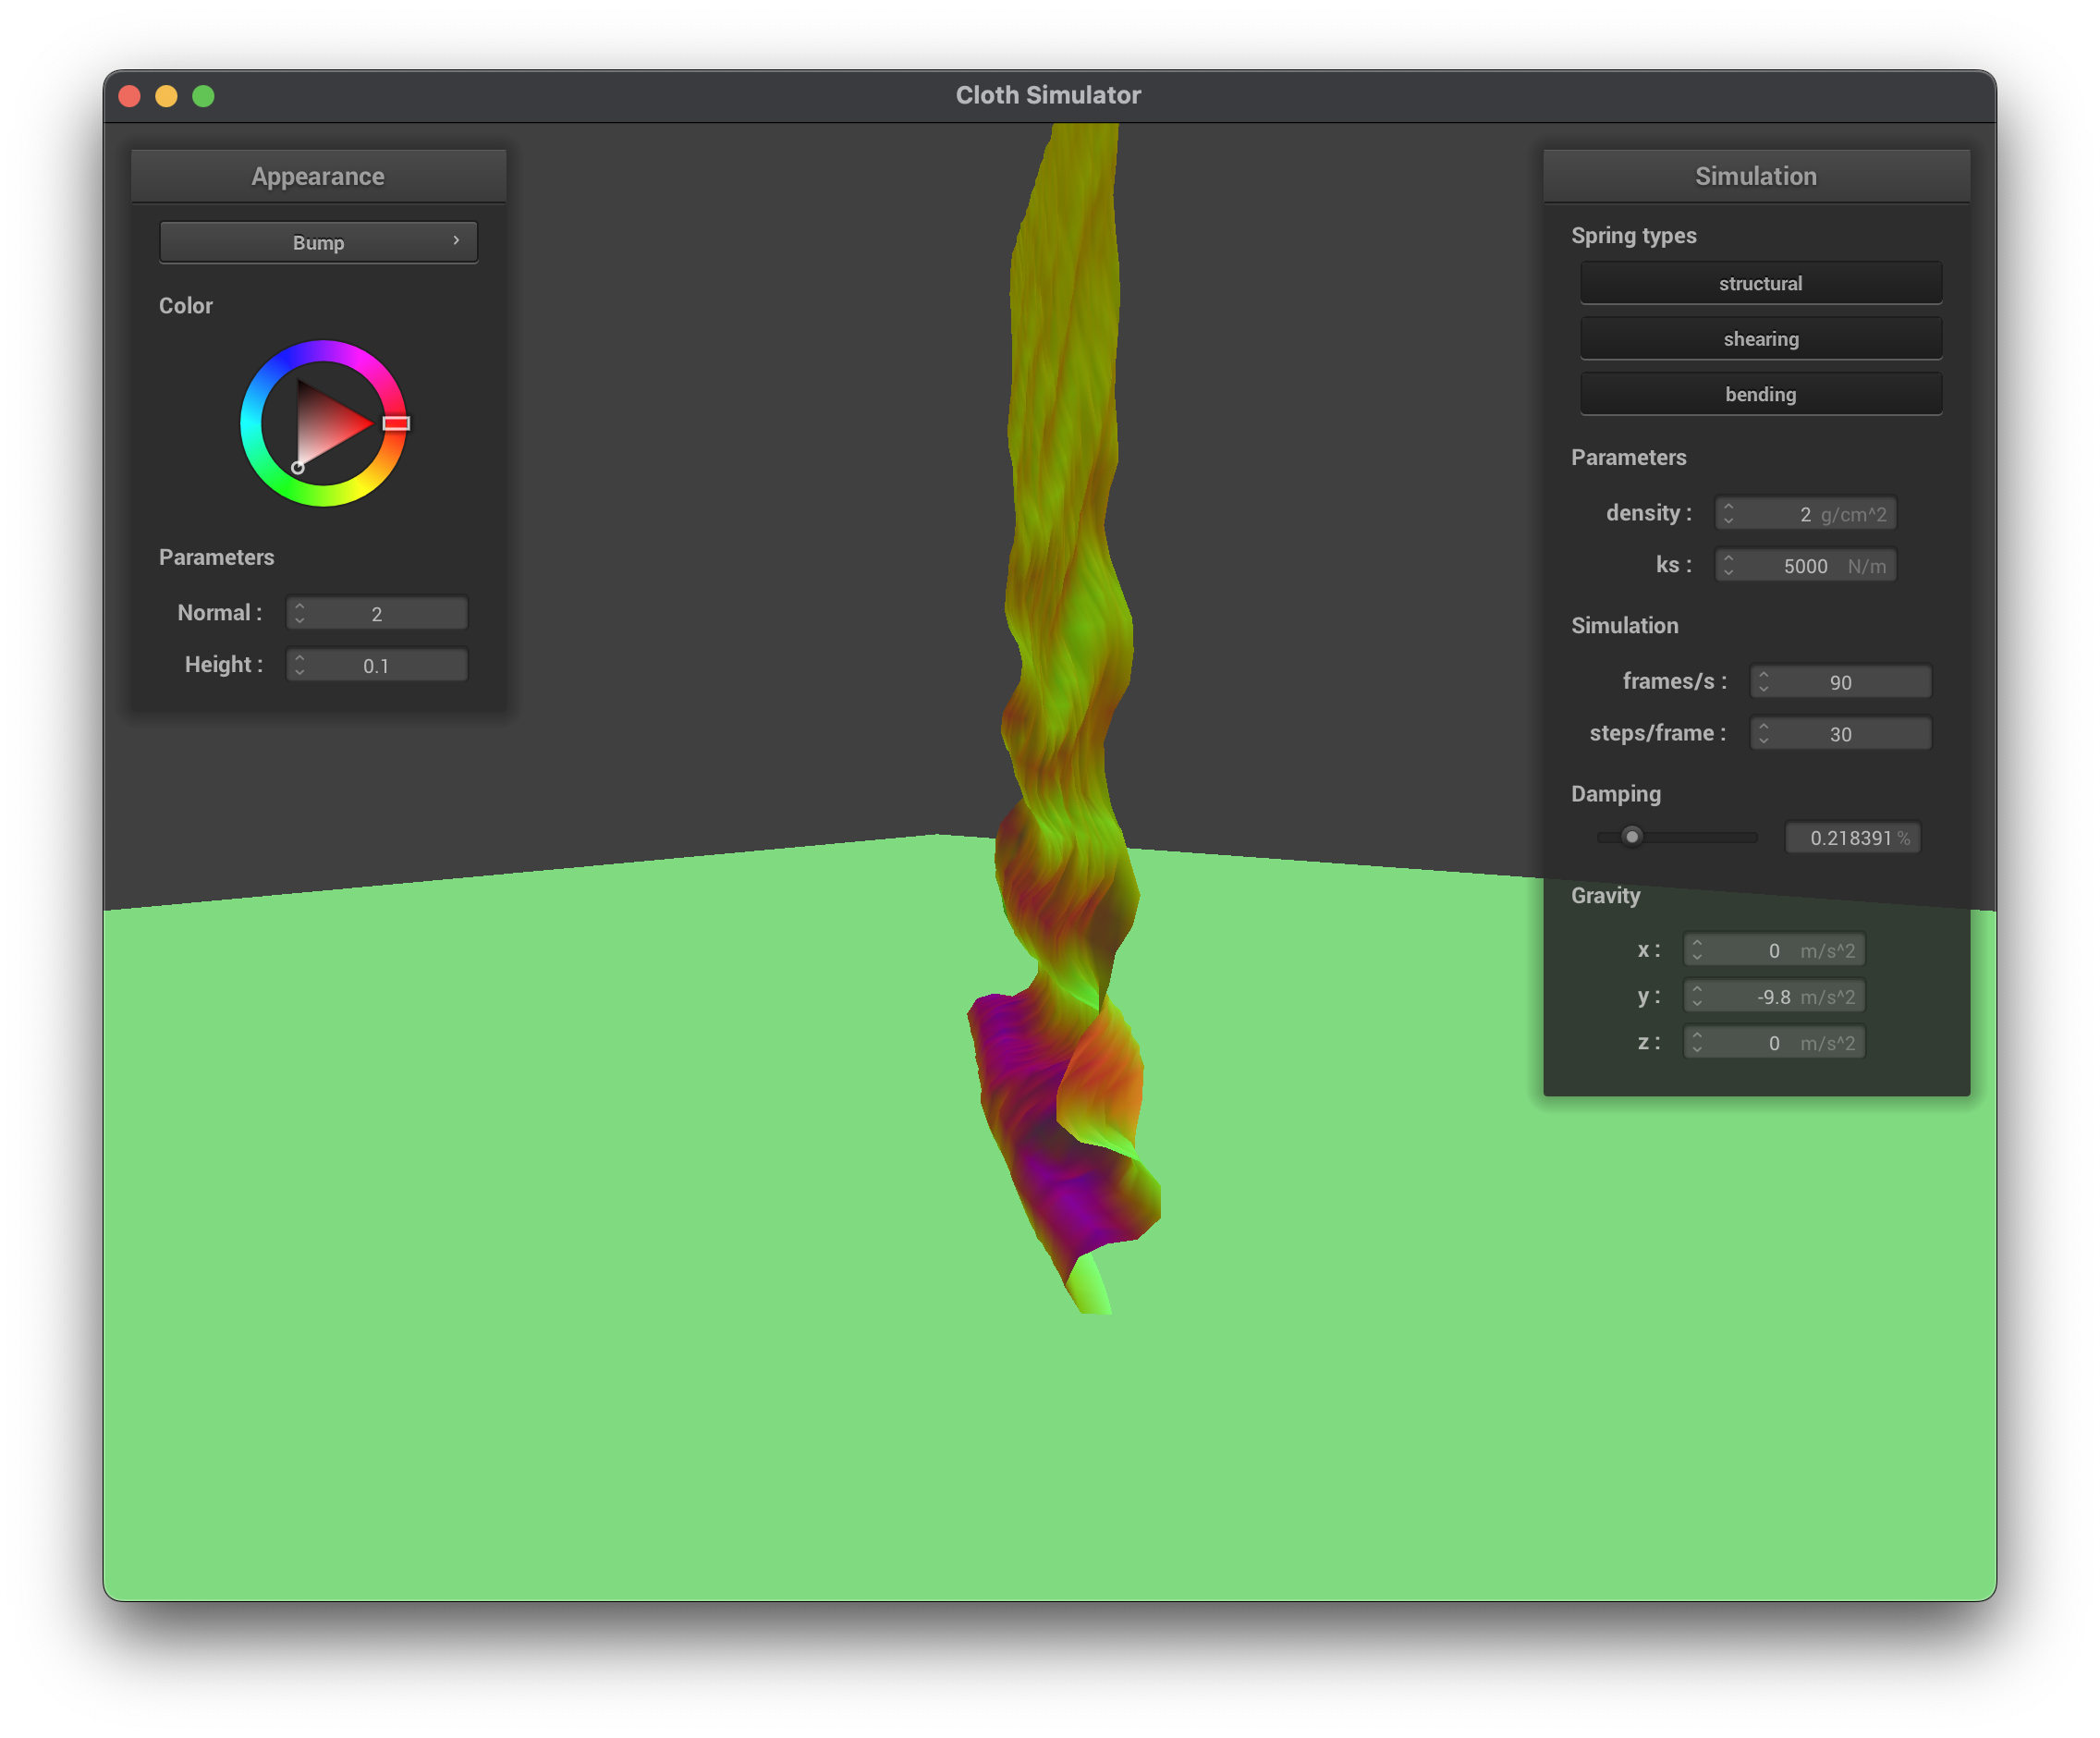 Cloth Simulator
Appearance
Bump
Color
Parameters
Normal : 2
Height : 0.1
Simulation
Spring types
structural
shearing
bending
Parameters
density : 2 g/cm^2
ks : 5000 N/m
Simulation
frames/s : 90
steps/frame : 30
Damping
0.218391 %
Gravity
x : 0 m/s^2
y : -9.8 m/s^2
z : 0 m/s^2